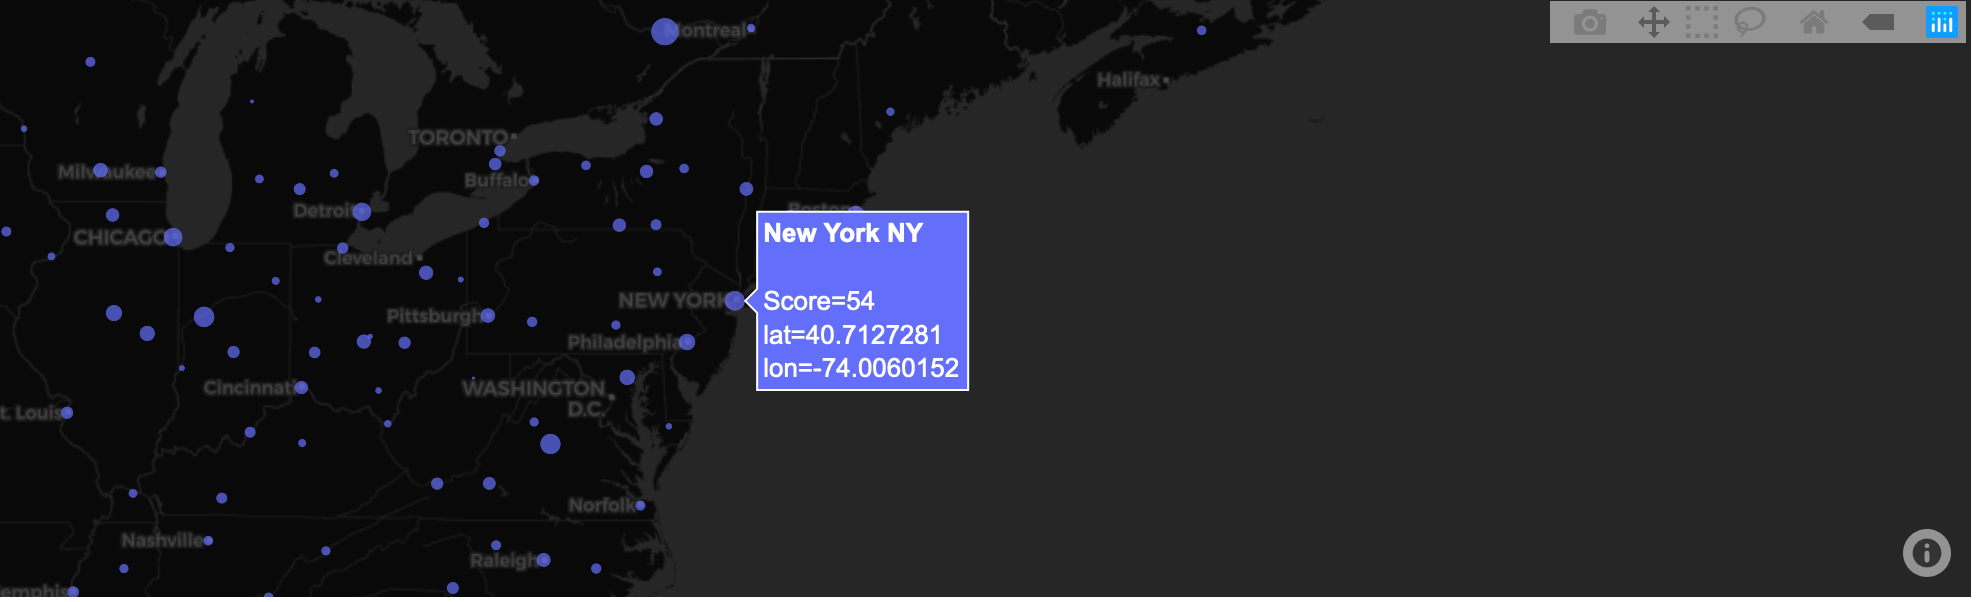 Montreal
Halifax
TORONTO
Milwaukee
Buffalo
Detroit
Boston
CHICAGO
New York NY
Cleveland
NEW YORK
Score=54
Pittsburgh
lat=40.7127281
Philadelphia
lon=-74.0060152
Cincinnati
WASHINGTON
D.C.
t. Louis
Norfolk
Nashville
Raleigh
emphis